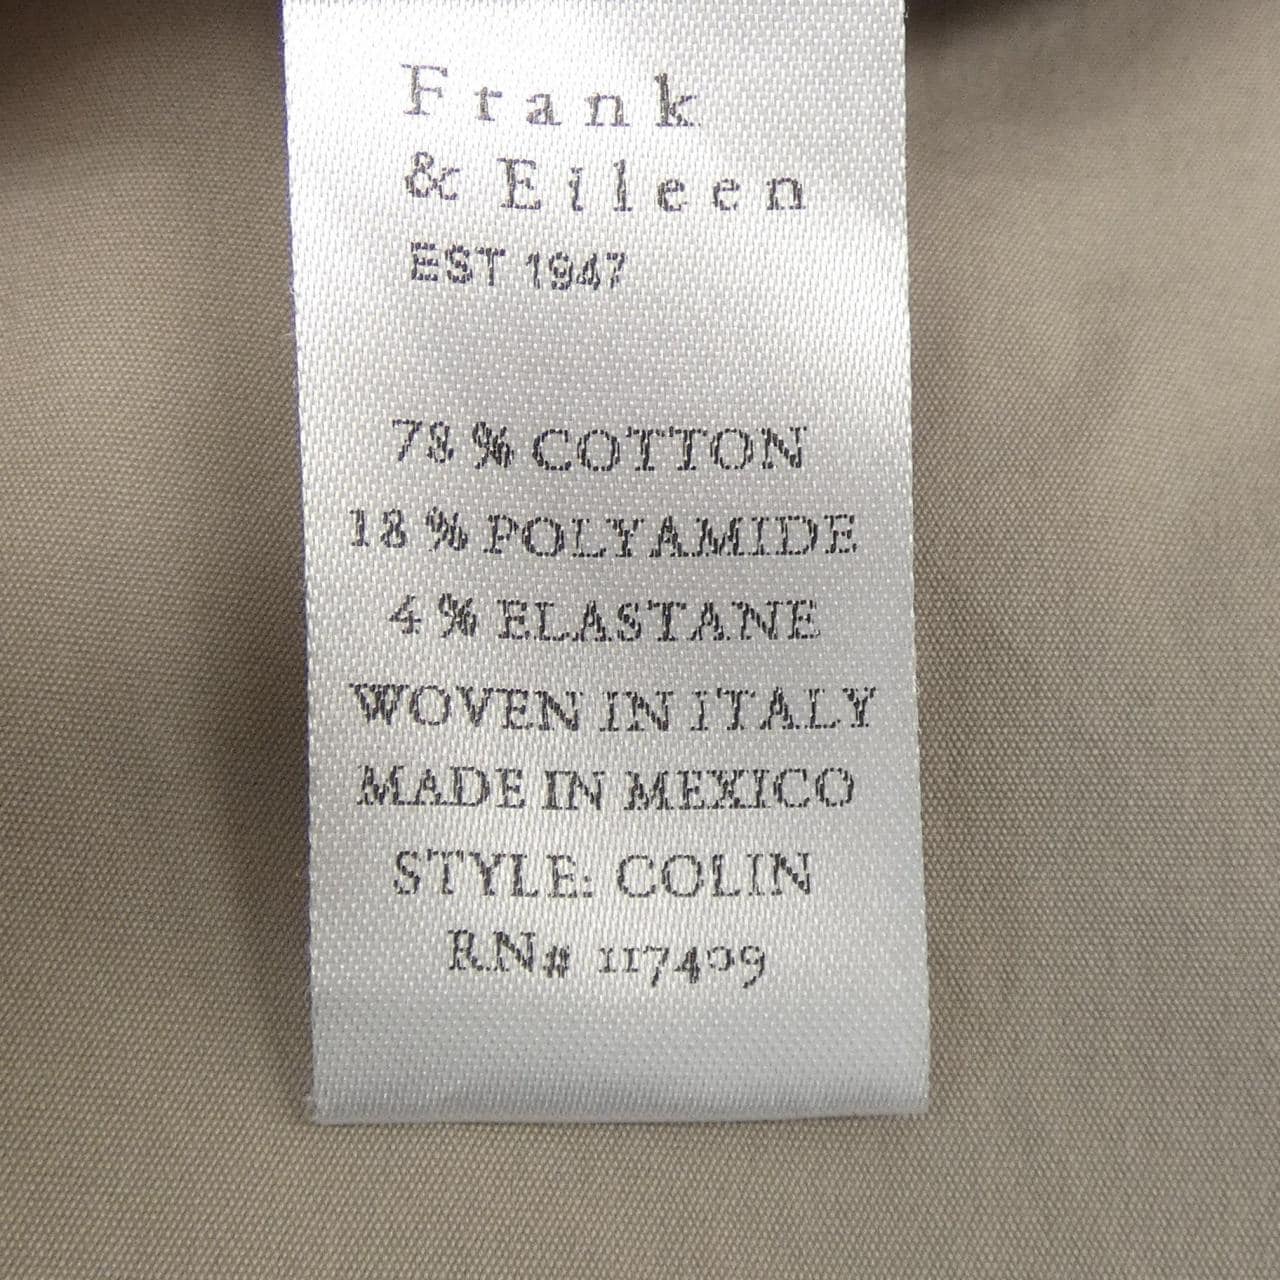 Frank
& Eileen
EST 1947
78 % COTTON
18 % POLYAMIDE
4 % ELASTANE
WOVEN IN ITALY
MADE IN MEXICO
STYLE: COLIN
RN# 117409